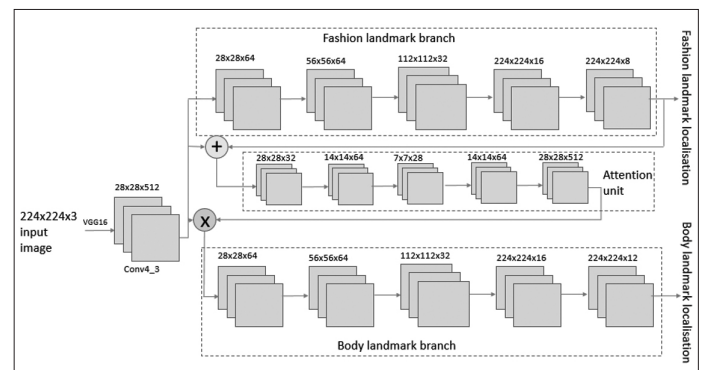 Fashion landmark branch
28x28x64
56x56x64
112x112x32
224x224x16
224x224x8
Fashion landmark localisation
+
28x28x32
14x14x64
7x7x28
14x14x64
28x28x512
Attention
unit
28x28x512
224x224x3
input
image
VGG16
Conv4_3
X
28x28x64
56x56x64
112x112x32
224x224x16
224x224x12
Body landmark branch
Body landmark localisation